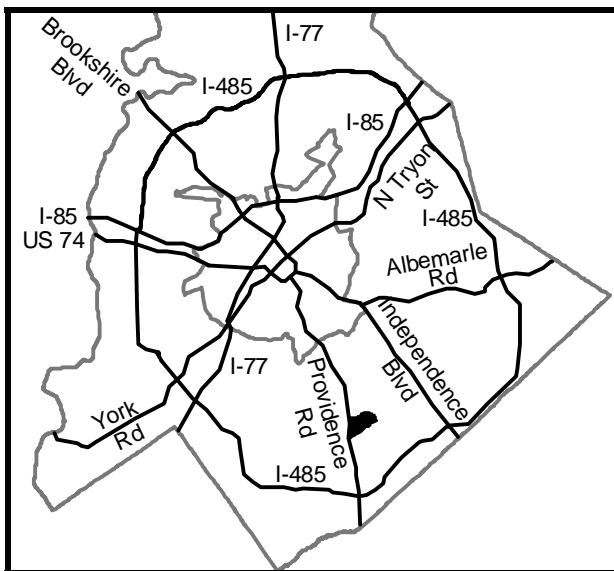 I-77
Brookshire
Blvd
I-485
I-85
N Tryon
St
I-85
US 74
I-485
Albemarle
Rd
Independence
Blvd
I-77
Providence
Rd
York
Rd
I-485